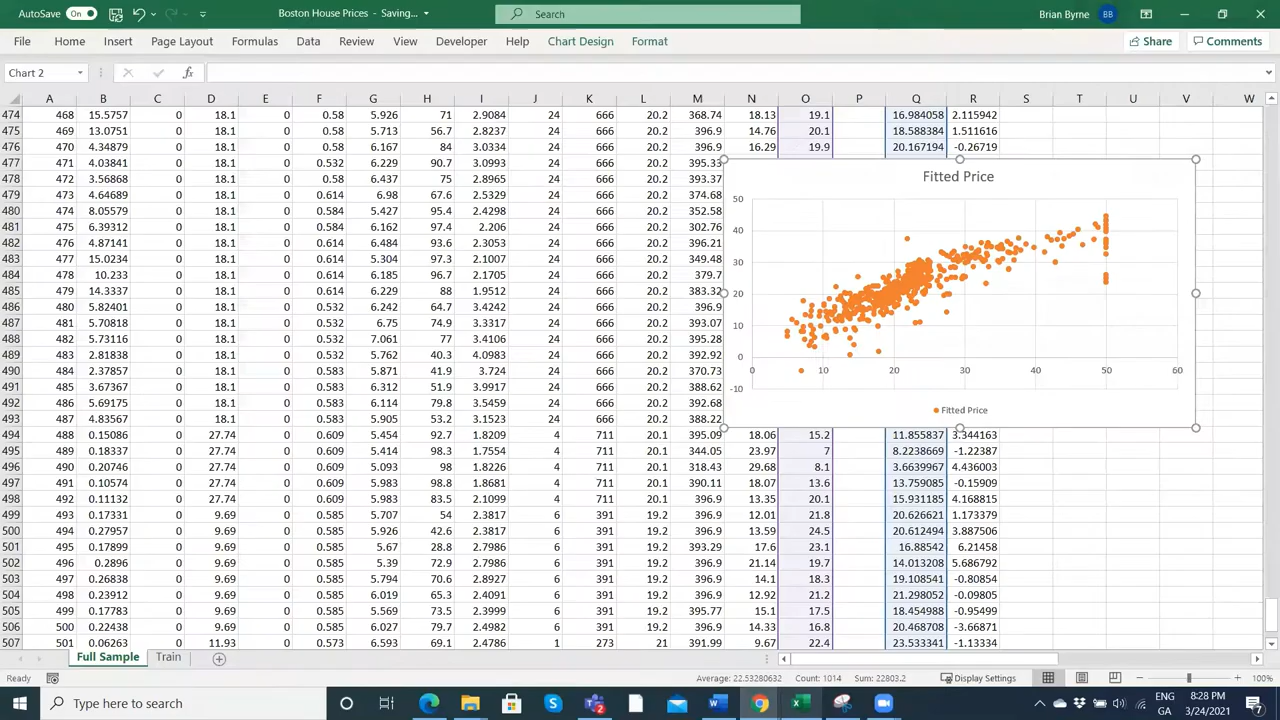 AutoSave On Boston House Prices - Saving... Search Brian Byrne BB
File Home Insert Page Layout Formulas Data Review View Developer Help Chart Design Format Share Comments
Chart 2 fx
A B C D E F G H I J K L M N O P Q R S T U V W
474 468 15.5757 0 18.1 0 0.58 5.926 71 2.9084 24 666 20.2 368.74 18.13 19.1 16.984058 2.115942
475 469 13.0751 0 18.1 0 0.58 5.713 56.7 2.8237 24 666 20.2 396.9 14.76 20.1 18.588384 1.511616
476 470 4.34879 0 18.1 0 0.58 6.167 84 3.0334 24 666 20.2 396.9 16.29 19.9 20.167194 -0.26719
477 471 4.03841 0 18.1 0 0.532 6.229 90.7 3.0993 24 666 20.2 395.33
478 472 3.56868 0 18.1 0 0.58 6.437 75 2.8965 24 666 20.2 393.37
479 473 4.64689 0 18.1 0 0.614 6.98 67.6 2.5329 24 666 20.2 374.68
480 474 8.05579 0 18.1 0 0.584 5.427 95.4 2.4298 24 666 20.2 352.58
481 475 6.39312 0 18.1 0 0.584 6.162 97.4 2.206 24 666 20.2 302.76
482 476 4.87141 0 18.1 0 0.614 6.484 93.6 2.3053 24 666 20.2 396.21
483 477 15.0234 0 18.1 0 0.614 5.304 97.3 2.1007 24 666 20.2 349.48
484 478 10.233 0 18.1 0 0.614 6.185 96.7 2.1705 24 666 20.2 379.7
485 479 14.3337 0 18.1 0 0.614 6.229 88 1.9512 24 666 20.2 383.32
486 480 5.82401 0 18.1 0 0.532 6.242 64.7 3.4242 24 666 20.2 396.9
487 481 5.70818 0 18.1 0 0.532 6.75 74.9 3.3317 24 666 20.2 393.07
488 482 5.73116 0 18.1 0 0.532 7.061 77 3.4106 24 666 20.2 395.28
489 483 2.81838 0 18.1 0 0.532 5.762 40.3 4.0983 24 666 20.2 392.92
490 484 2.37857 0 18.1 0 0.583 5.871 41.9 3.724 24 666 20.2 370.73
491 485 3.67367 0 18.1 0 0.583 6.312 51.9 3.9917 24 666 20.2 388.62
492 486 5.69175 0 18.1 0 0.583 6.114 79.8 3.5459 24 666 20.2 392.68
493 487 4.83567 0 18.1 0 0.583 5.905 53.2 3.1523 24 666 20.2 388.22
494 488 0.15086 0 27.74 0 0.609 5.454 92.7 1.8209 4 711 20.1 395.09 18.06 15.2 11.855837 3.344163
495 489 0.18337 0 27.74 0 0.609 5.414 98.3 1.7554 4 711 20.1 344.05 23.97 7 8.2238669 -1.22387
496 490 0.20746 0 27.74 0 0.609 5.093 98 1.8226 4 711 20.1 318.43 29.68 8.1 3.6639967 4.436003
497 491 0.10574 0 27.74 0 0.609 5.983 98.8 1.8681 4 711 20.1 390.11 18.07 13.6 13.759085 -0.15909
498 492 0.11132 0 27.74 0 0.609 5.983 83.5 2.1099 4 711 20.1 396.9 13.35 20.1 15.931185 4.168815
499 493 0.17331 0 9.69 0 0.585 5.707 54 2.3817 6 391 19.2 396.9 12.01 21.8 20.626621 1.173379
500 494 0.27957 0 9.69 0 0.585 5.926 42.6 2.3817 6 391 19.2 396.9 13.59 24.5 20.612494 3.887506
501 495 0.17899 0 9.69 0 0.585 5.67 28.8 2.7986 6 391 19.2 393.29 17.6 23.1 16.88542 6.21458
502 496 0.2896 0 9.69 0 0.585 5.39 72.9 2.7986 6 391 19.2 396.9 21.14 19.7 14.013208 5.686792
503 497 0.26838 0 9.69 0 0.585 5.794 70.6 2.8927 6 391 19.2 396.9 14.1 18.3 19.108541 -0.80854
504 498 0.23912 0 9.69 0 0.585 6.019 65.3 2.4091 6 391 19.2 396.9 12.92 21.2 21.298052 -0.09805
505 499 0.17783 0 9.69 0 0.585 5.569 73.5 2.3999 6 391 19.2 395.77 15.1 17.5 18.454988 -0.95499
506 500 0.22438 0 9.69 0 0.585 6.027 79.7 2.4982 6 391 19.2 396.9 14.33 16.8 20.468708 -3.66871
507 501 0.06263 0 11.93 0 0.573 6.593 69.1 2.4786 1 273 21 391.99 9.67 22.4 23.533341 -1.13334
Fitted Price
50
40
30
20
10
0
-10
0 10 20 30 40 50 60
Fitted Price
Full Sample Train
Ready Average: 22.53280632 Count: 1014 Sum: 22803.2 Display Settings 100%
Type here to search ENG 8:28 PM
GA 3/24/2021